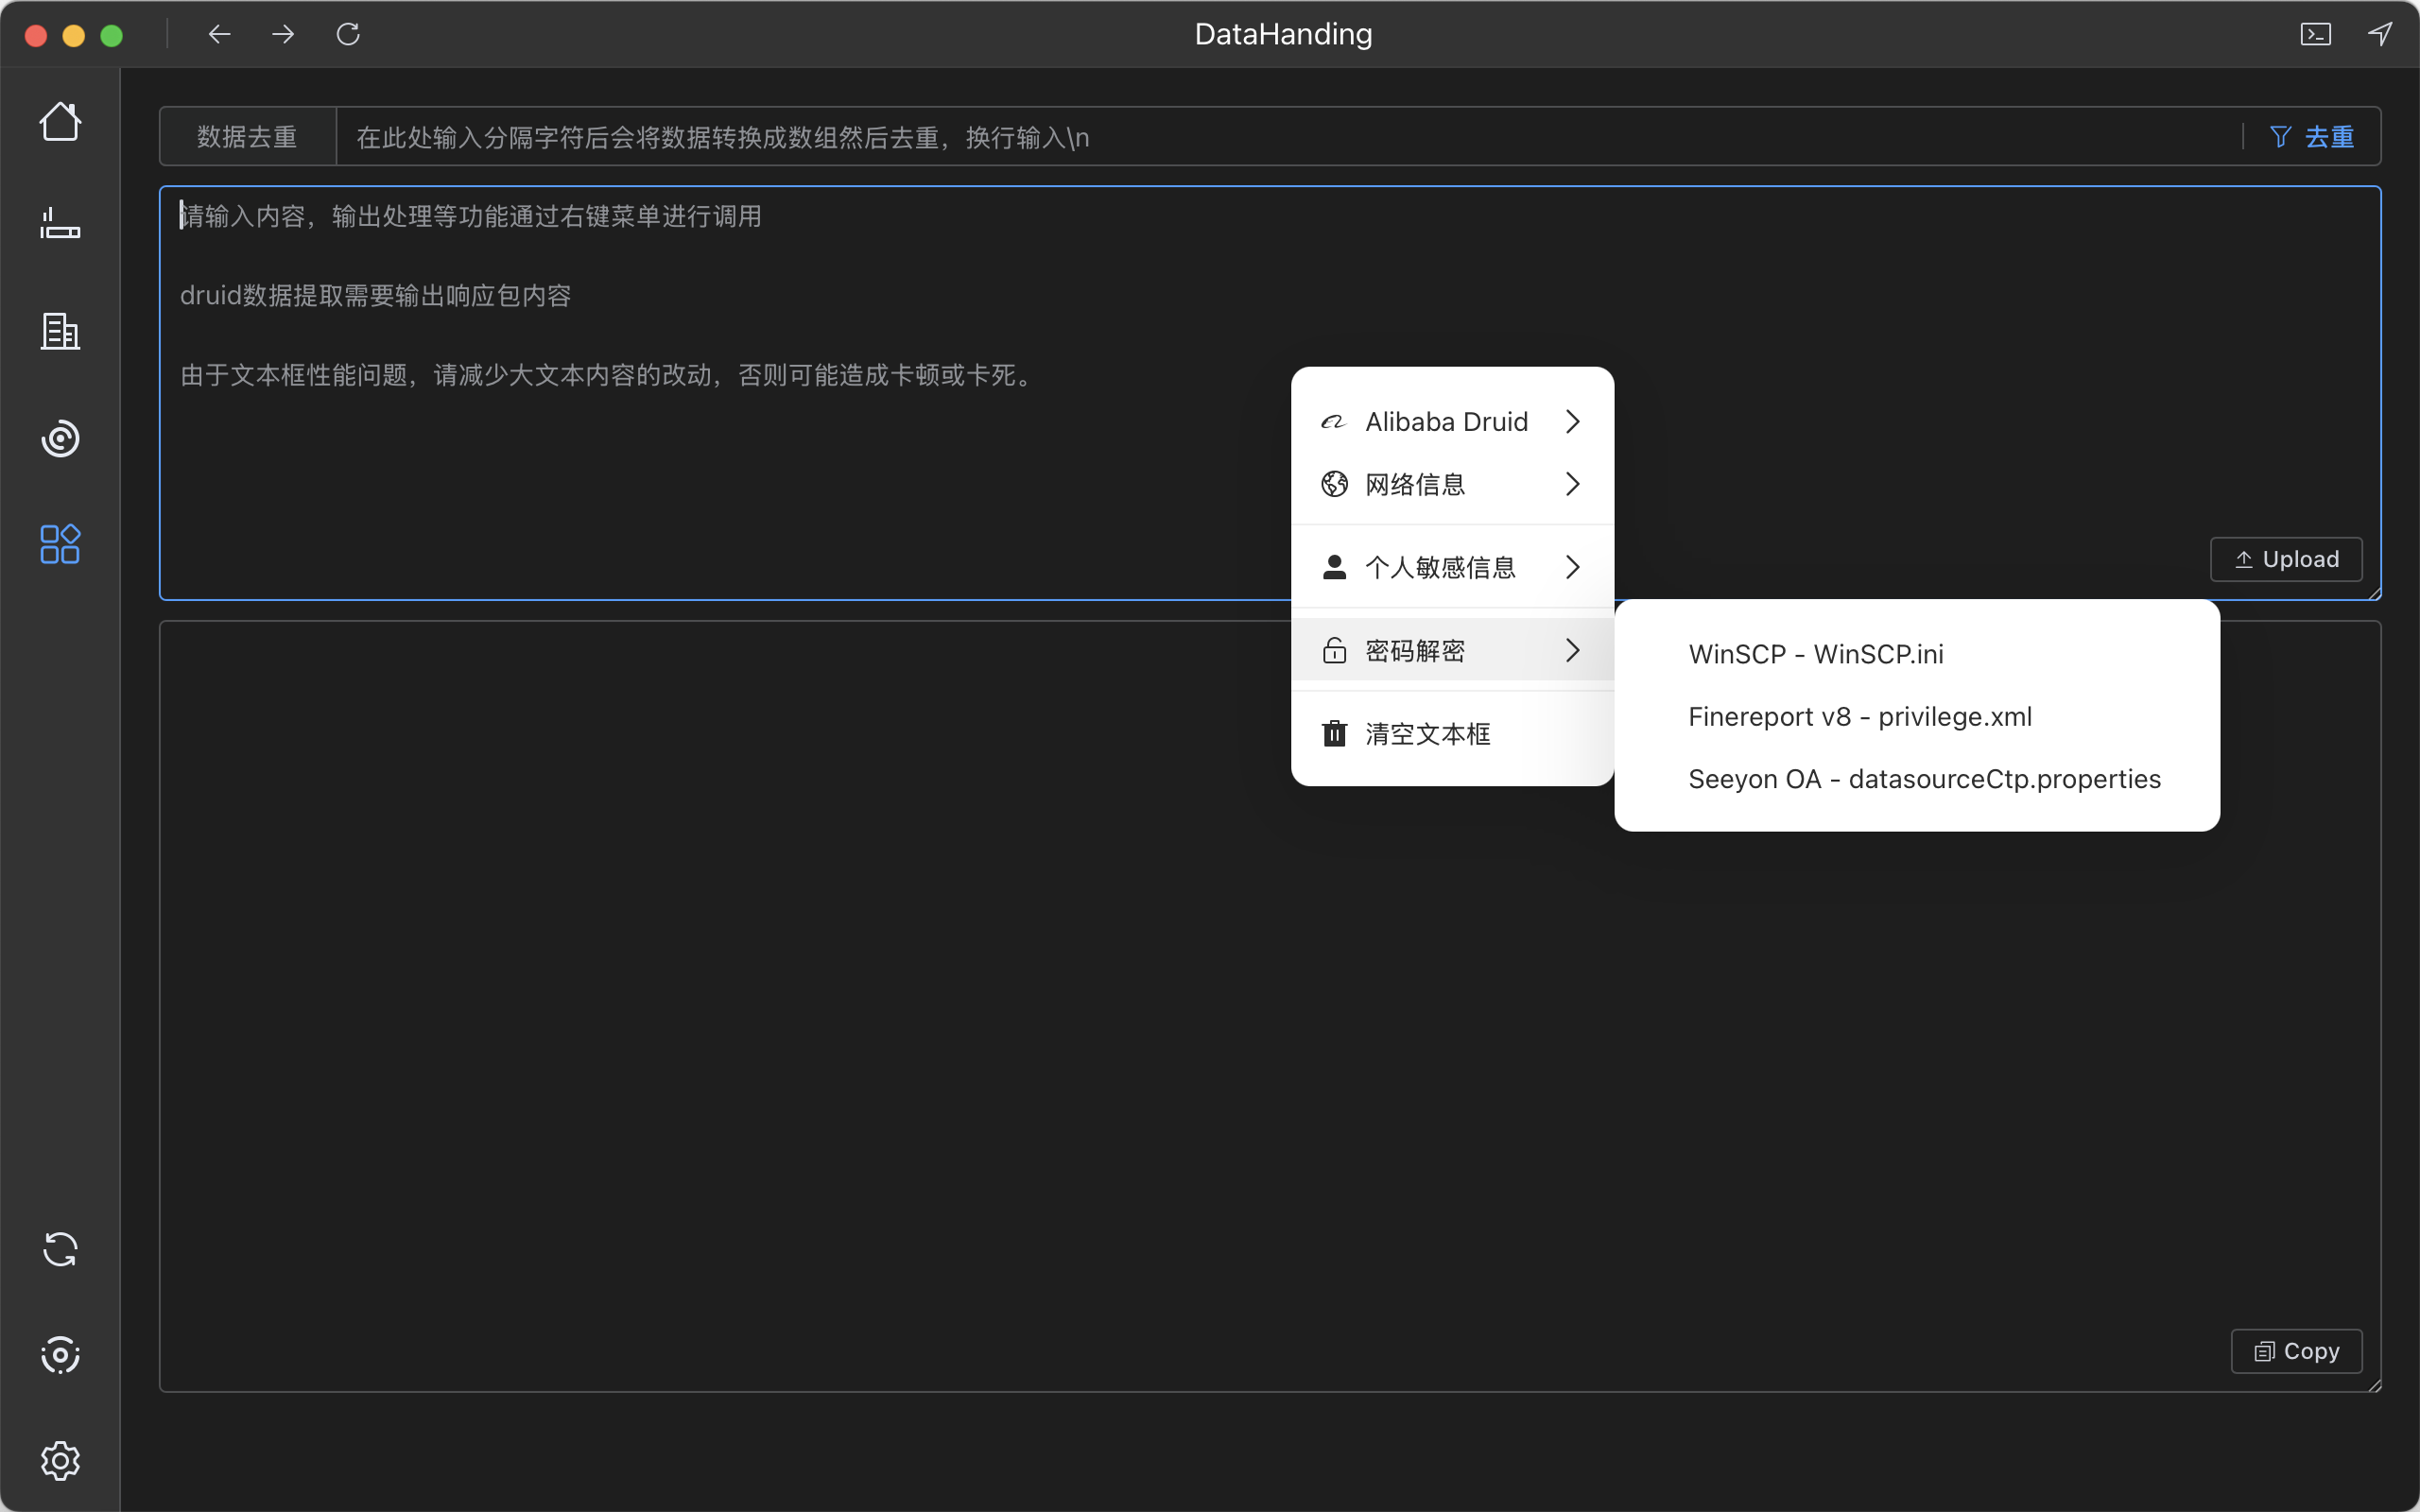 DataHanding
数据去重
在此处输入分隔字符后会将数据转换成数组然后去重，换行输入\n
去重
请输入内容，输出处理等功能通过右键菜单进行调用
druid数据提取需要输出响应包内容
由于文本框性能问题，请减少大文本内容的改动，否则可能造成卡顿或卡死。
Alibaba Druid
网络信息
个人敏感信息
密码解密
清空文本框
Upload
WinSCP - WinSCP.ini
Finereport v8 - privilege.xml
Seeyon OA - datasourceCtp.properties
Copy